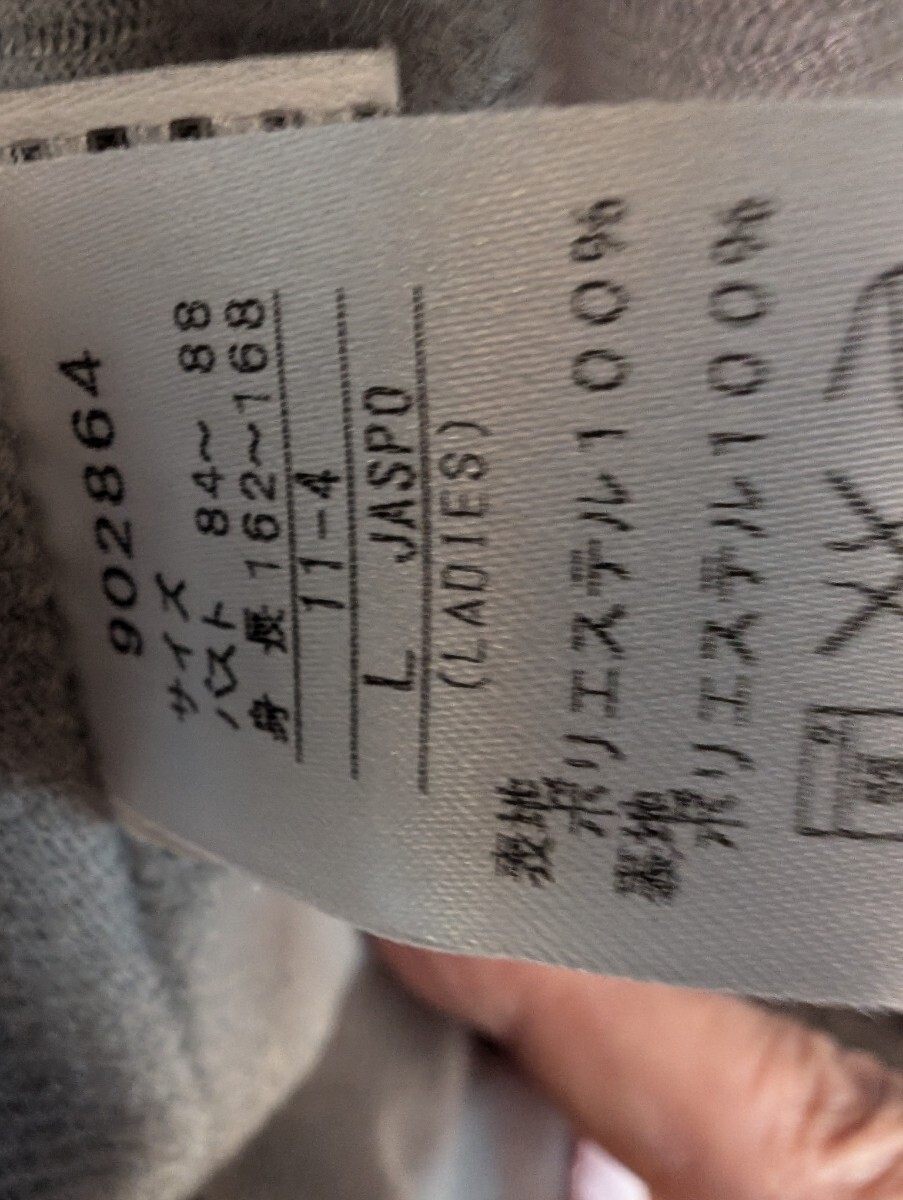 902864
サイズ
バスト 84～ 88
身 長 162～168
11-4
L JASPO
(LADIES)
表地
ポリエステル100%
裏地
ポリエステル100%